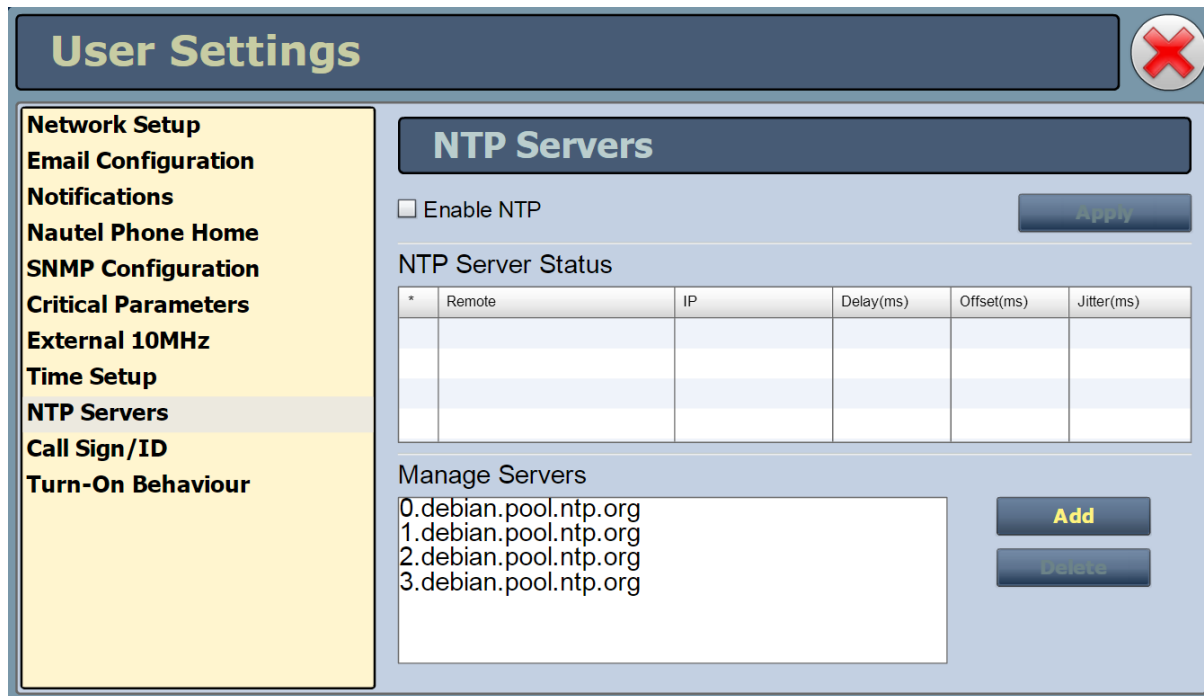 User Settings
Network Setup
Email Configuration
Notifications
Nautel Phone Home
SNMP Configuration
Critical Parameters
External 10MHz
Time Setup
NTP Servers
Call Sign/ID
Turn-On Behaviour
NTP Servers
Enable NTP
Apply
NTP Server Status
* Remote IP Delay(ms) Offset(ms) Jitter(ms)
Manage Servers
0.debian.pool.ntp.org
1.debian.pool.ntp.org
2.debian.pool.ntp.org
3.debian.pool.ntp.org
Add
Delete